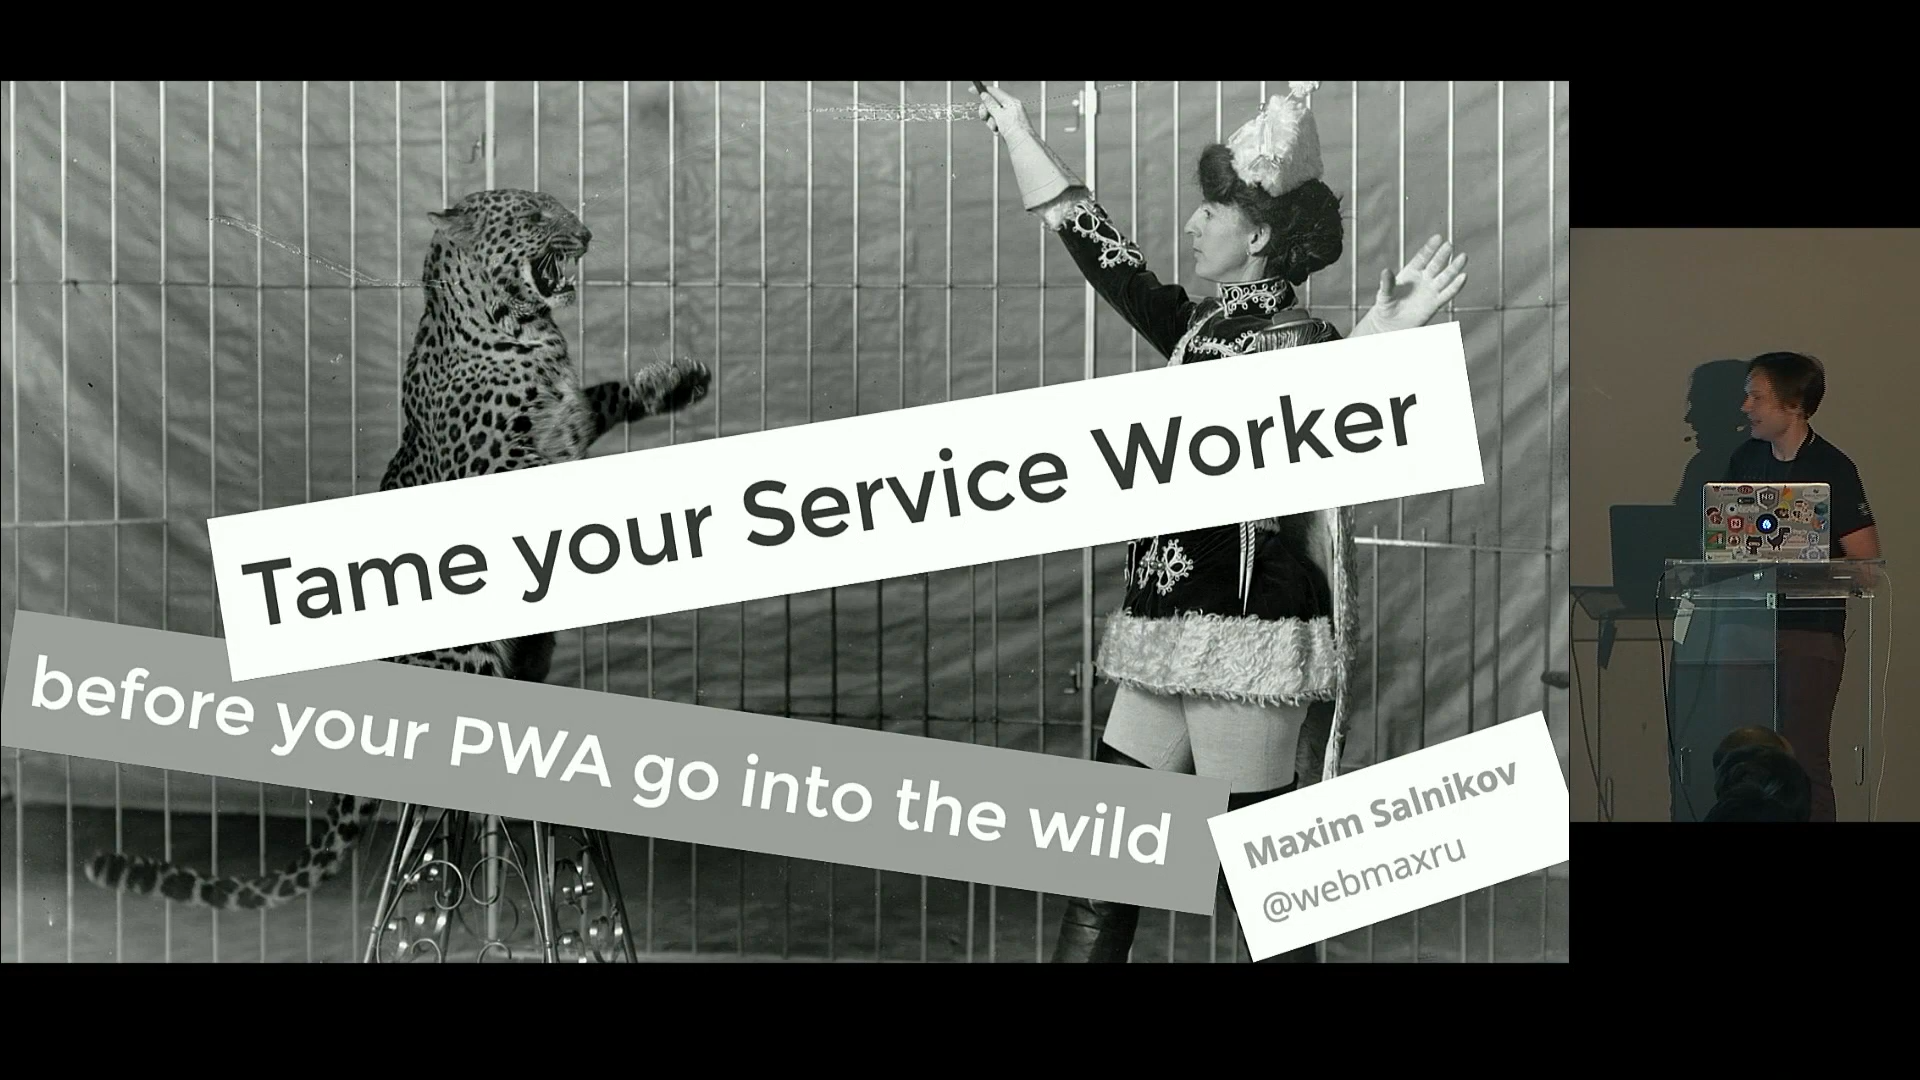 Tame your Service Worker
before your PWA go into the wild
Maxim Salnikov
@webmaxru